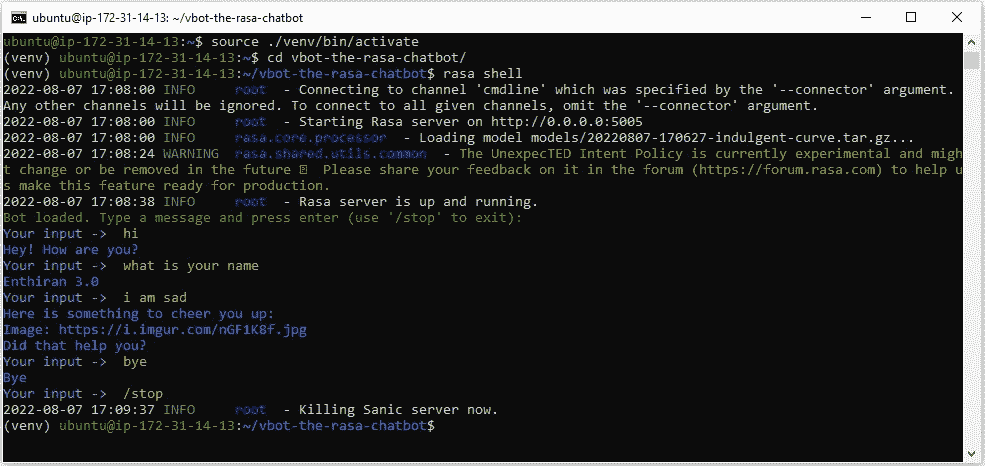 ubuntu@ip-172-31-14-13: ~/vbot-the-rasa-chatbot
ubuntu@ip-172-31-14-13:~$ source ./venv/bin/activate
(venv) ubuntu@ip-172-31-14-13:~$ cd vbot-the-rasa-chatbot/
(venv) ubuntu@ip-172-31-14-13:~/vbot-the-rasa-chatbot$ rasa shell
2022-08-07 17:08:00 INFO     root  - Connecting to channel 'cmdline' which was specified by the '--connector' argument.
Any other channels will be ignored. To connect to all given channels, omit the '--connector' argument.
2022-08-07 17:08:00 INFO     root  - Starting Rasa server on http://0.0.0.0:5005
2022-08-07 17:08:00 INFO     rasa.core.processor  - Loading model models/20220807-170627-indulgent-curve.tar.gz...
2022-08-07 17:08:24 WARNING  rasa.shared.utils.common  - The UnexpecTED Intent Policy is currently experimental and migh
t change or be removed in the future   Please share your feedback on it in the forum (https://forum.rasa.com) to help u
s make this feature ready for production.
2022-08-07 17:08:38 INFO     root  - Rasa server is up and running.
Bot loaded. Type a message and press enter (use '/stop' to exit):
Your input ->  hi
Hey! How are you?
Your input ->  what is your name
Enthiran 3.0
Your input ->  i am sad
Here is something to cheer you up:
Image: https://i.imgur.com/nGF1K8f.jpg
Did that help you?
Your input ->  bye
Bye
Your input ->  /stop
2022-08-07 17:09:37 INFO     root  - Killing Sanic server now.
(venv) ubuntu@ip-172-31-14-13:~/vbot-the-rasa-chatbot$